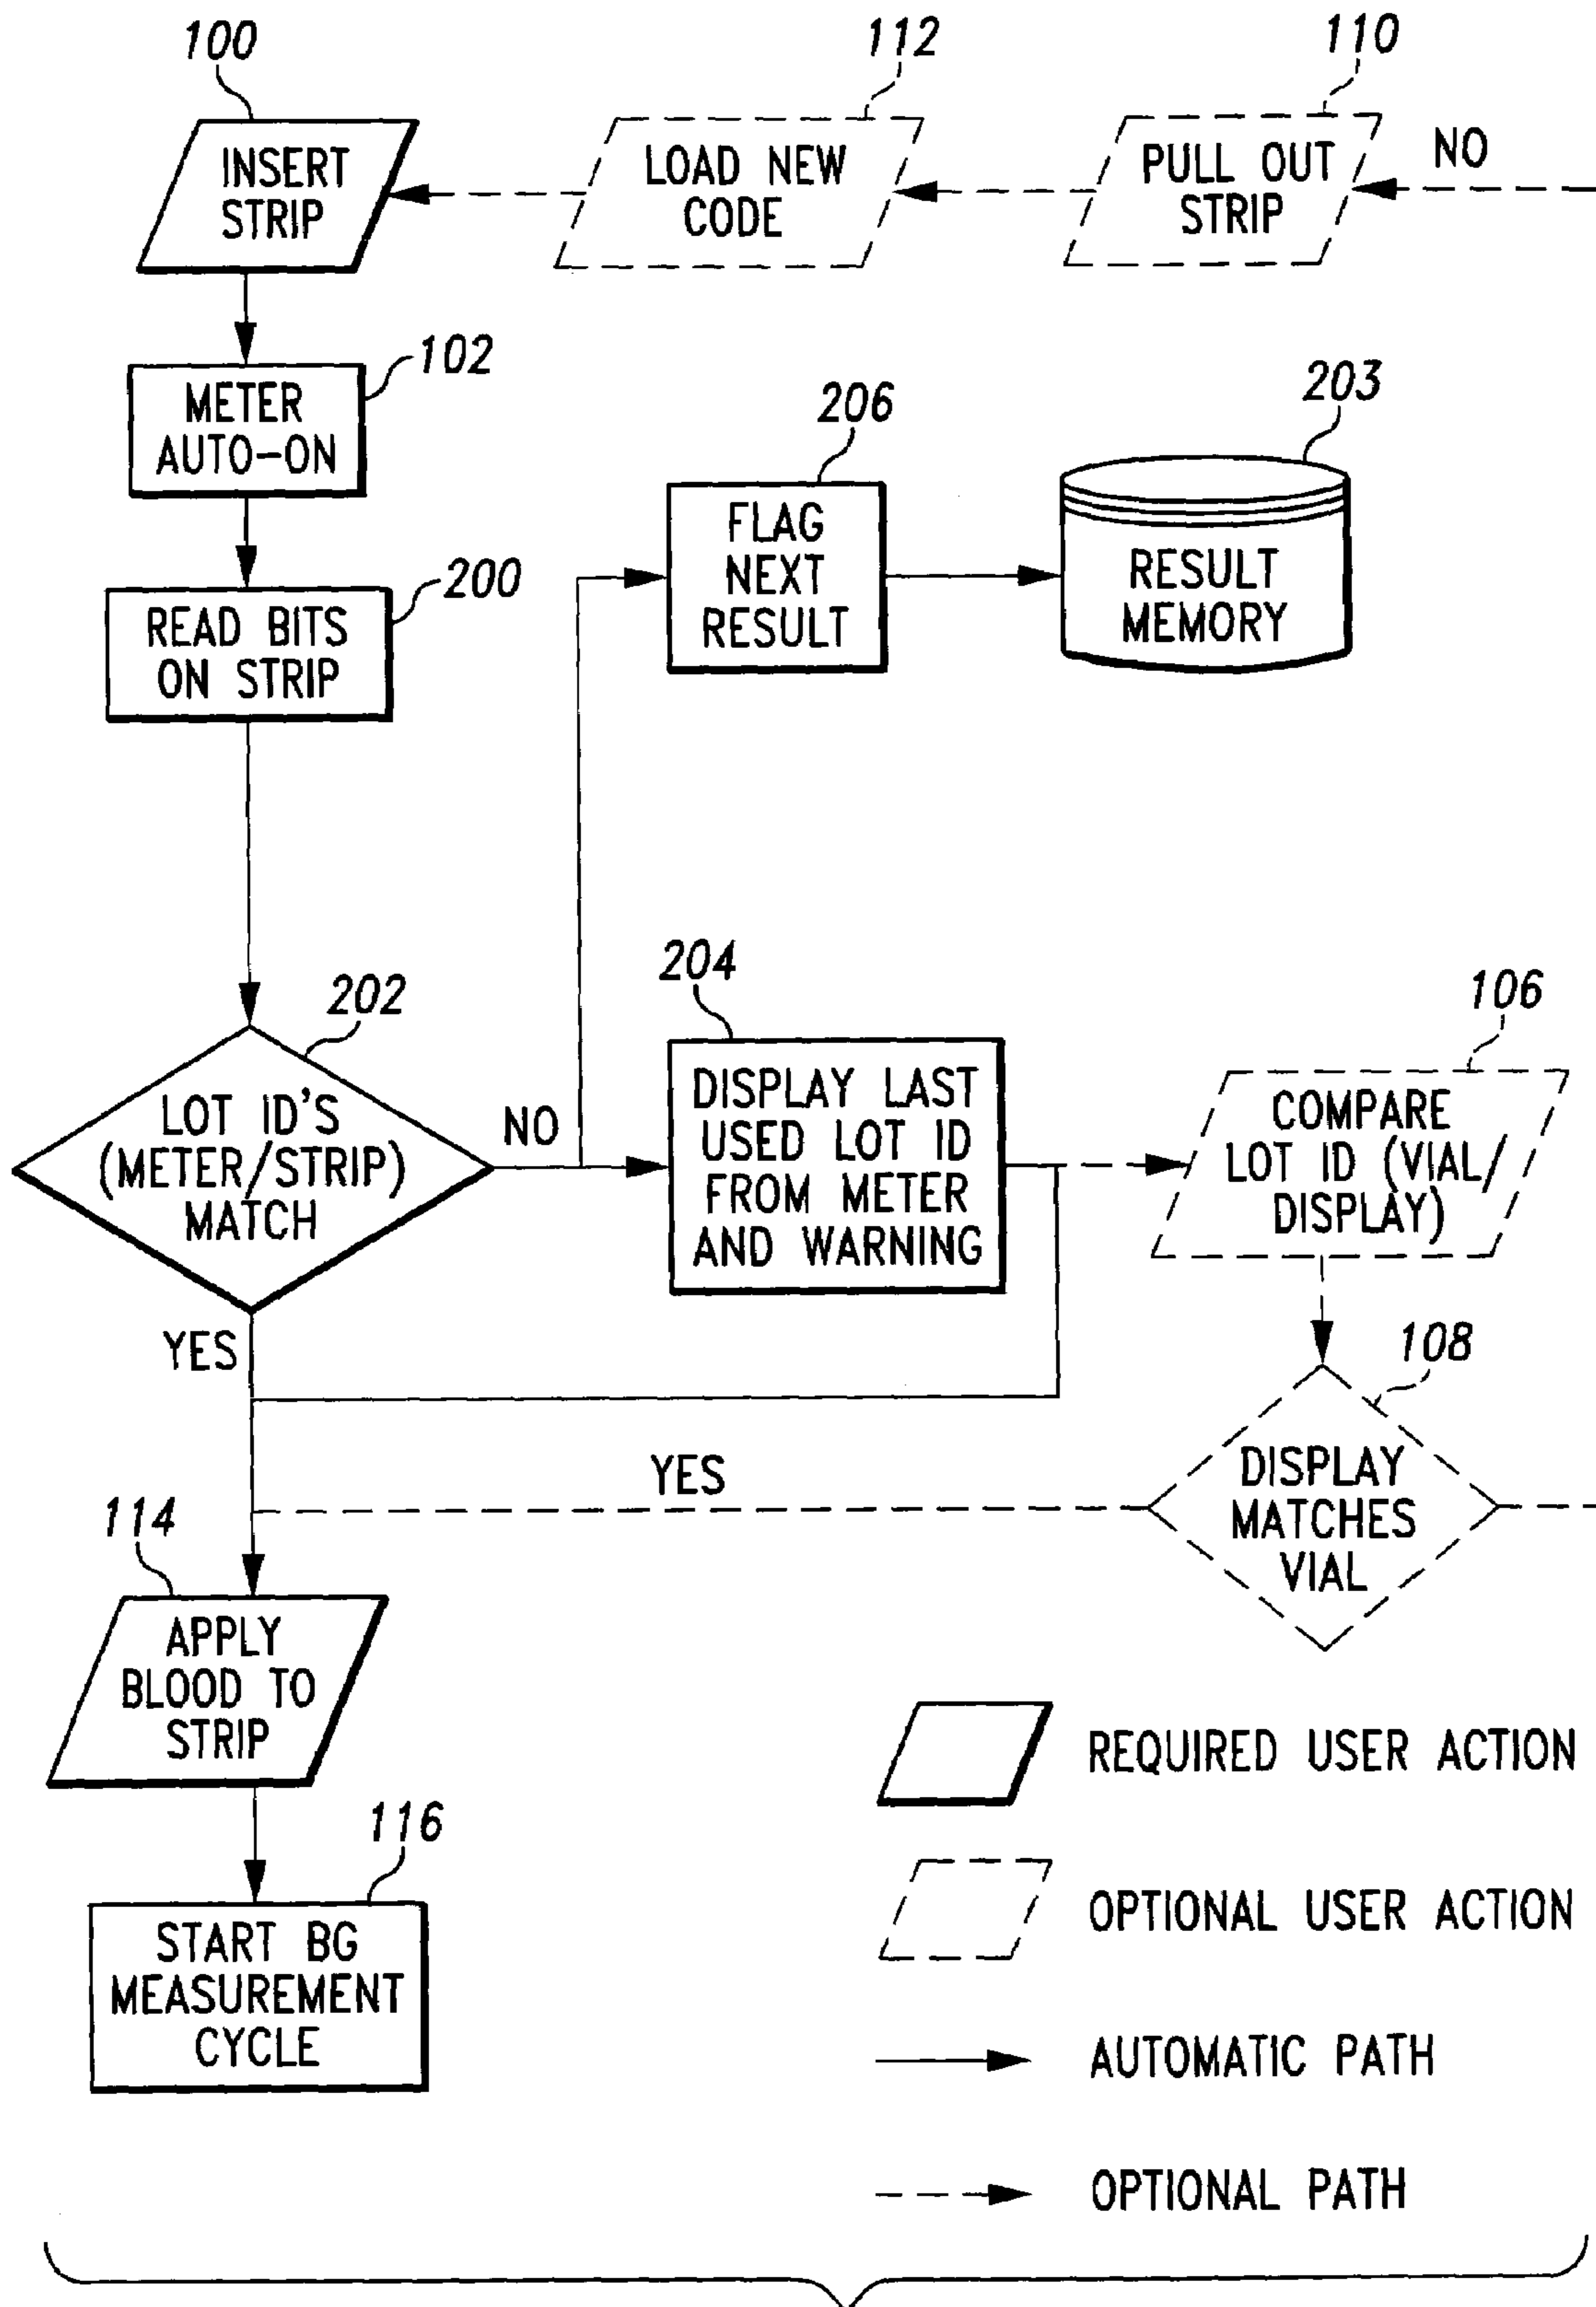 100
112
110
INSERT
STRIP
LOAD NEW
CODE
PULL OUT
STRIP
NO
102
METER
AUTO-ON
206
203
FLAG
NEXT
RESULT
RESULT
MEMORY
200
READ BITS
ON STRIP
202
LOT ID'S
(METER/STRIP)
MATCH
NO
YES
204
DISPLAY LAST
USED LOT ID
FROM METER
AND WARNING
106
COMPARE
LOT ID (VIAL/
DISPLAY)
108
DISPLAY
MATCHES
VIAL
YES
114
APPLY
BLOOD TO
STRIP
116
START BG
MEASUREMENT
CYCLE
REQUIRED USER ACTION
OPTIONAL USER ACTION
AUTOMATIC PATH
OPTIONAL PATH